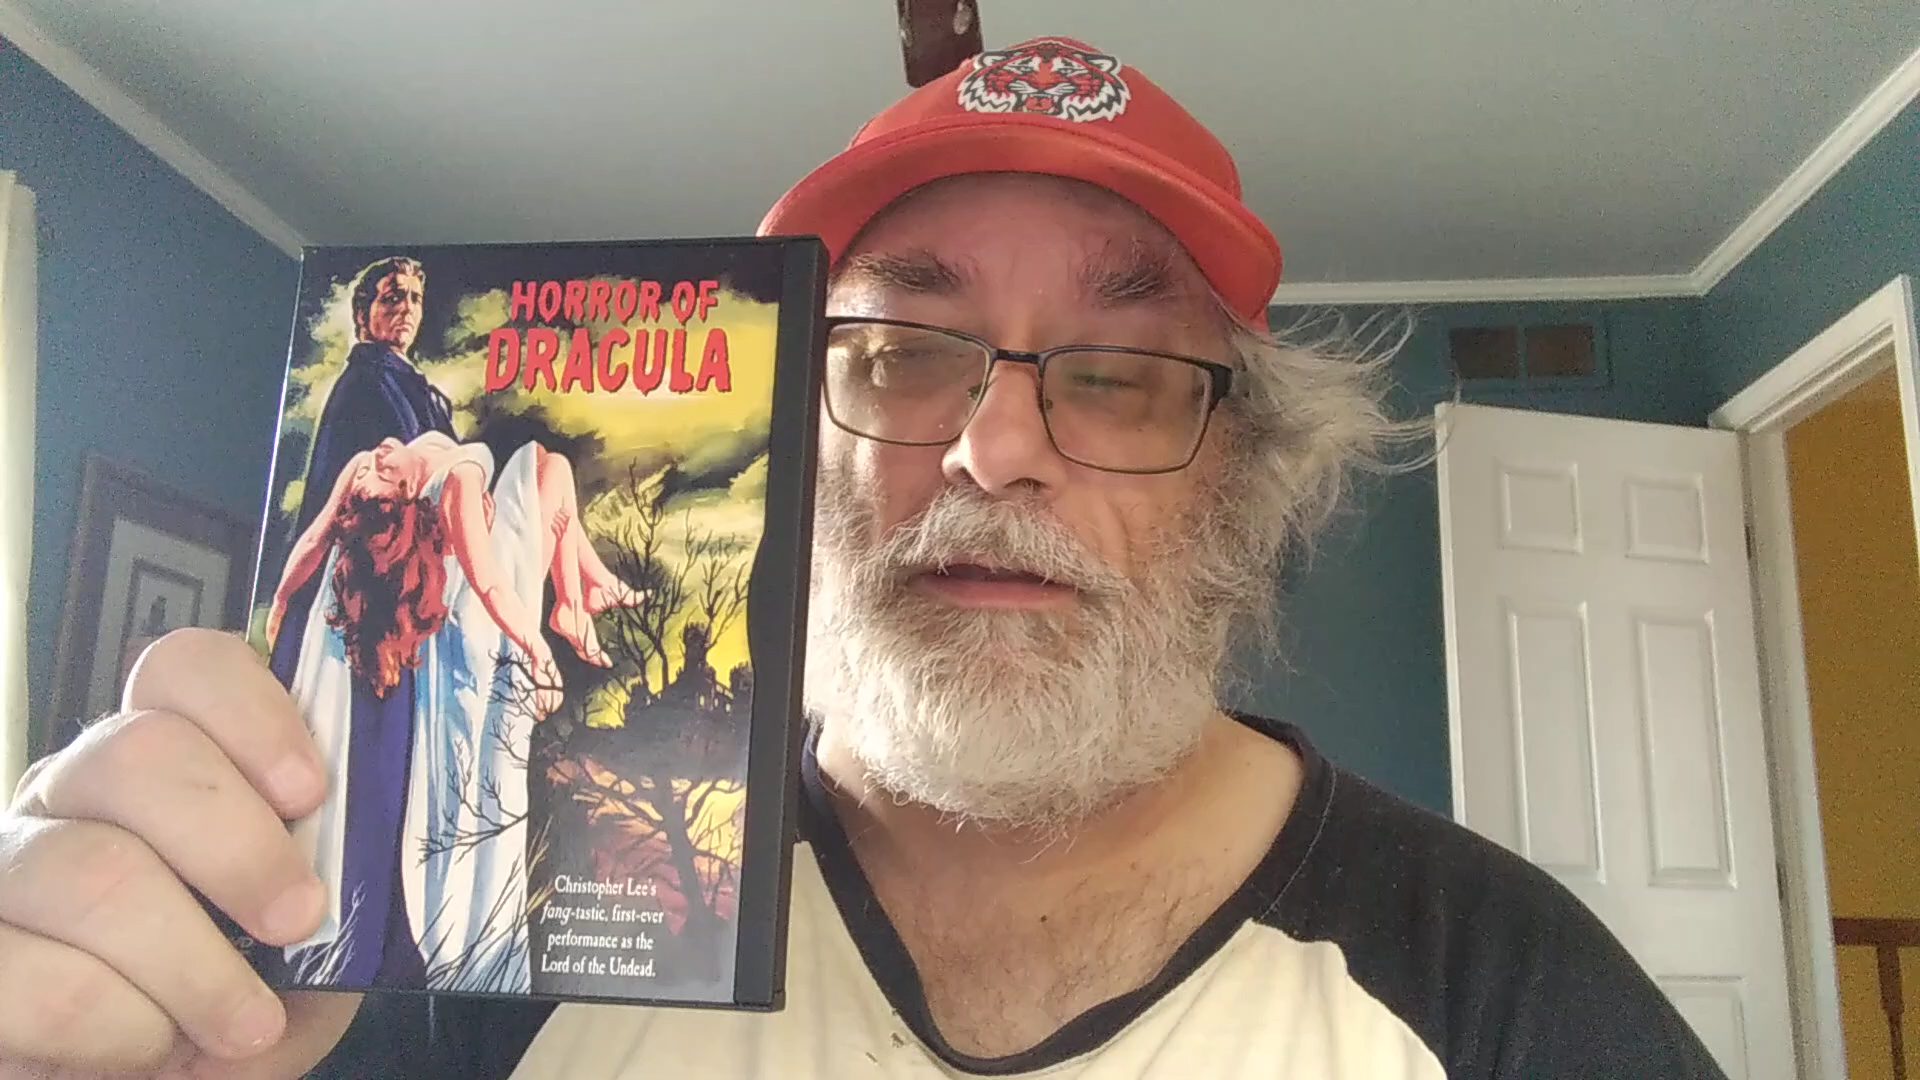 HORROR OF
DRACULA
Christopher Lee's
fang-tastic, first-ever
performance as the
Lord of the Undead.